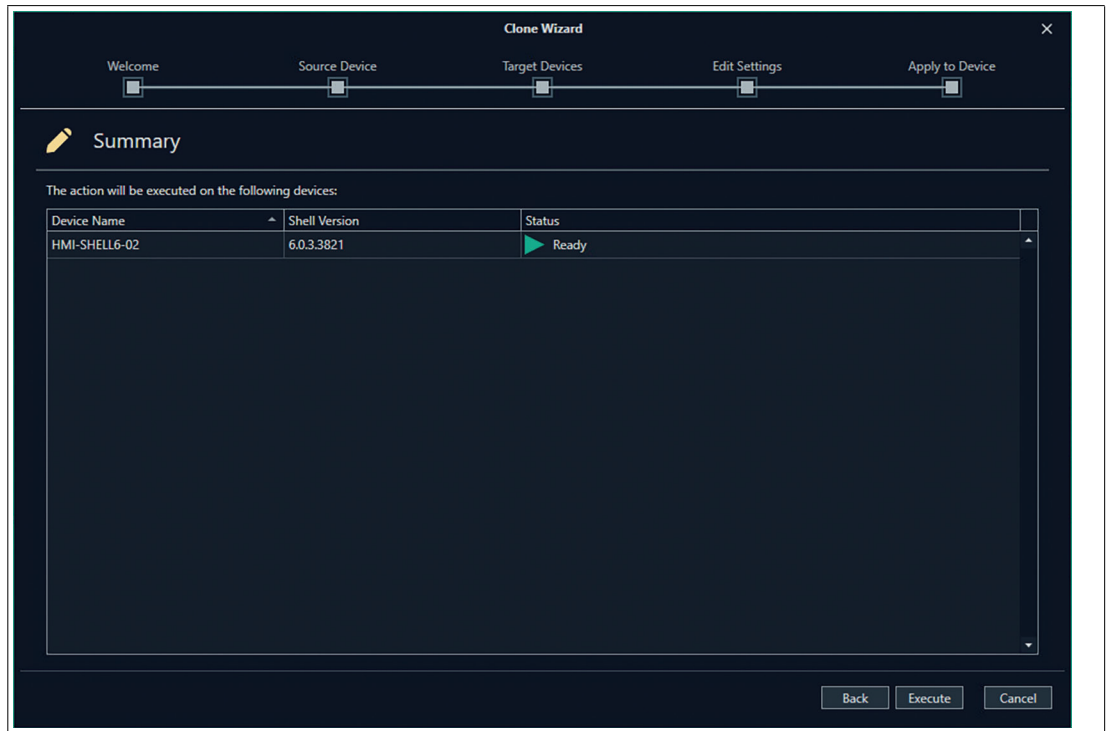 Clone Wizard
Welcome Source Device Target Devices Edit Settings Apply to Device
Summary
The action will be executed on the following devices:
Device Name Shell Version Status
HMI-SHELL6-02 6.0.3.3821 Ready
Back Execute Cancel